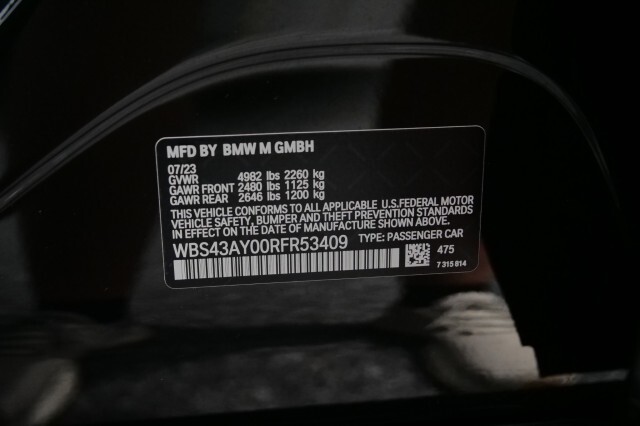 MFD BY BMW M GMBH
07/23
GVWR 4982 lbs 2260 kg
GAWR FRONT 2480 lbs 1125 kg
GAWR REAR 2646 lbs 1200 kg
THIS VEHICLE CONFORMS TO ALL APPLICABLE U.S.FEDERAL MOTOR
VEHICLE SAFETY, BUMPER AND THEFT PREVENTION STANDARDS
IN EFFECT ON THE DATE OF MANUFACTURE SHOWN ABOVE.
WBS43AY00RFR53409 TYPE: PASSENGER CAR
475
7 315 814